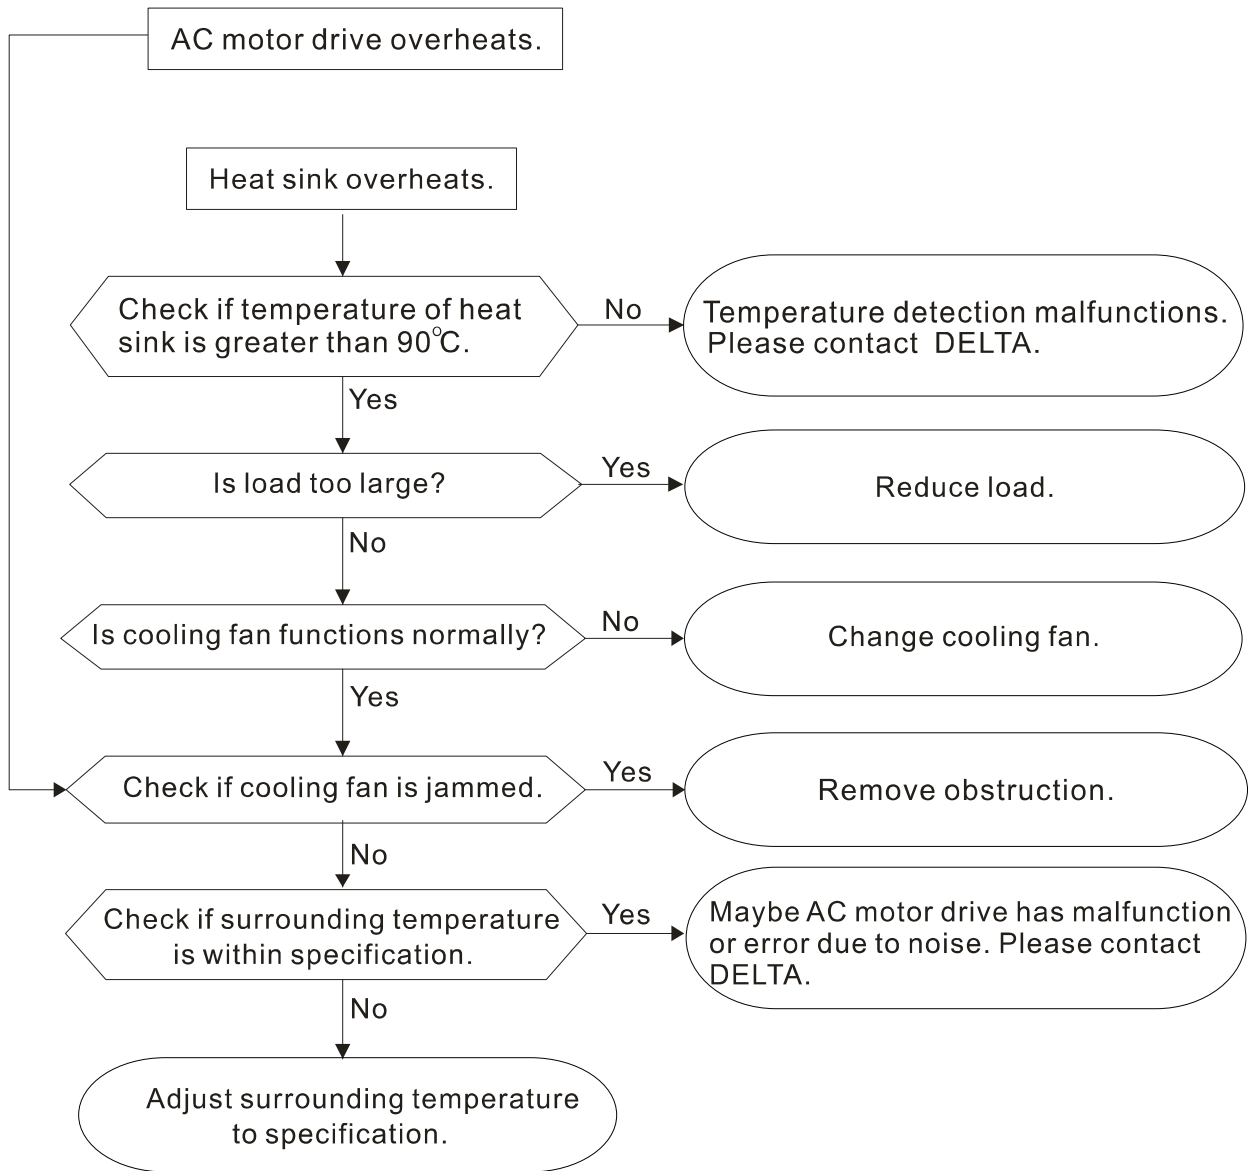 AC motor drive overheats.
Heat sink overheats.
Check if temperature of heat
sink is greater than 90°C.
No
Temperature detection malfunctions.
Please contact DELTA.
Yes
Is load too large?
Yes
Reduce load.
No
Is cooling fan functions normally?
No
Change cooling fan.
Yes
Check if cooling fan is jammed.
Yes
Remove obstruction.
No
Check if surrounding temperature
is within specification.
Yes
Maybe AC motor drive has malfunction
or error due to noise. Please contact
DELTA.
No
Adjust surrounding temperature
to specification.